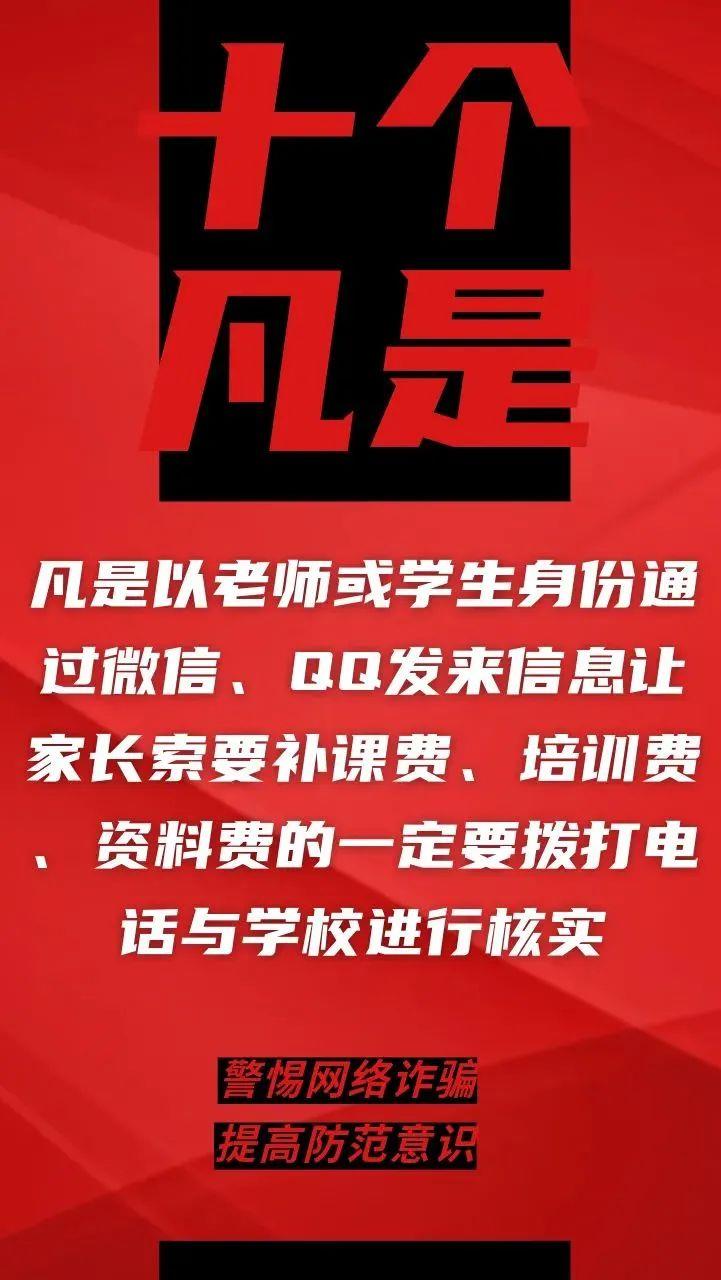 十个
凡是
凡是以老师或学生身份通
过微信、QQ发来信息让
家长索要补课费、培训费
、资料费的一定要拨打电
话与学校进行核实
警惕网络诈骗
提高防范意识